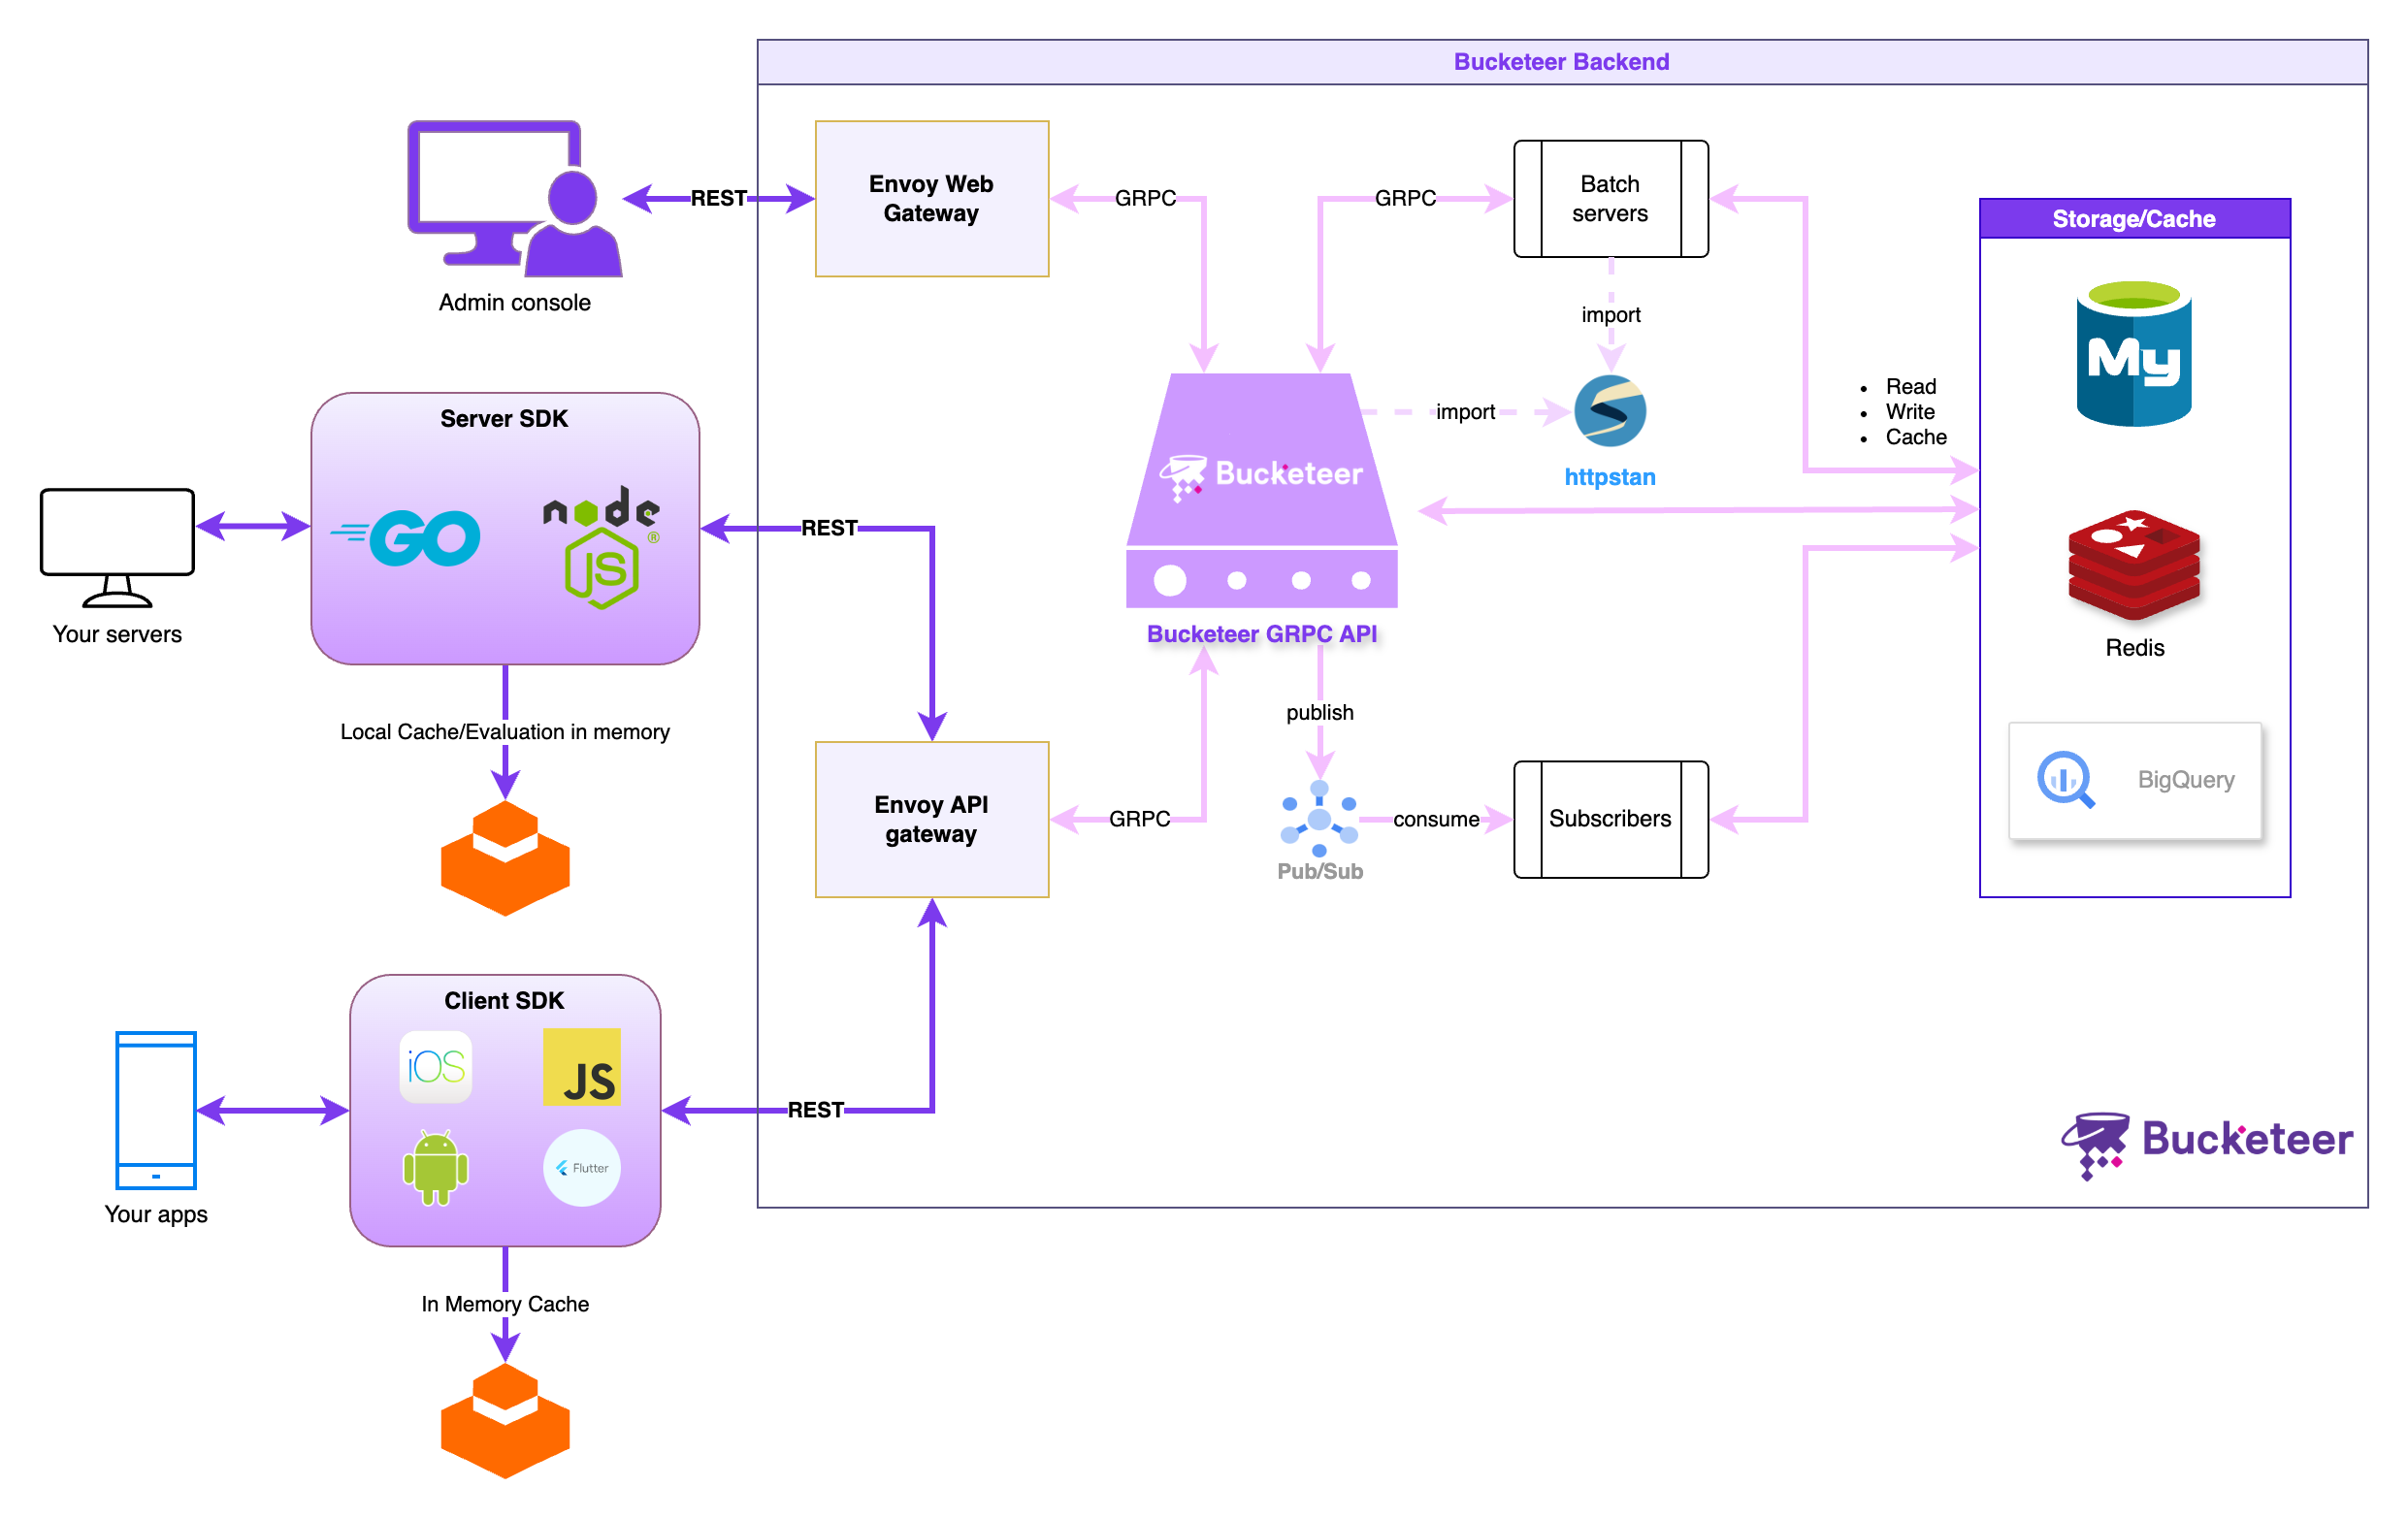 Bucketeer Backend
Admin console
REST
Envoy Web
Gateway
GRPC
GRPC
Batch
servers
import
import
httpstan
Storage/Cache
My
Redis
BigQuery
Read
Write
Cache
Server SDK
GO
node
JS
®
Your servers
REST
Local Cache/Evaluation in memory
Bucketeer
Bucketeer GRPC API
publish
Pub/Sub
consume
Subscribers
Envoy API
gateway
GRPC
Client SDK
iOS
JS
Flutter
Your apps
REST
In Memory Cache
Bucketeer